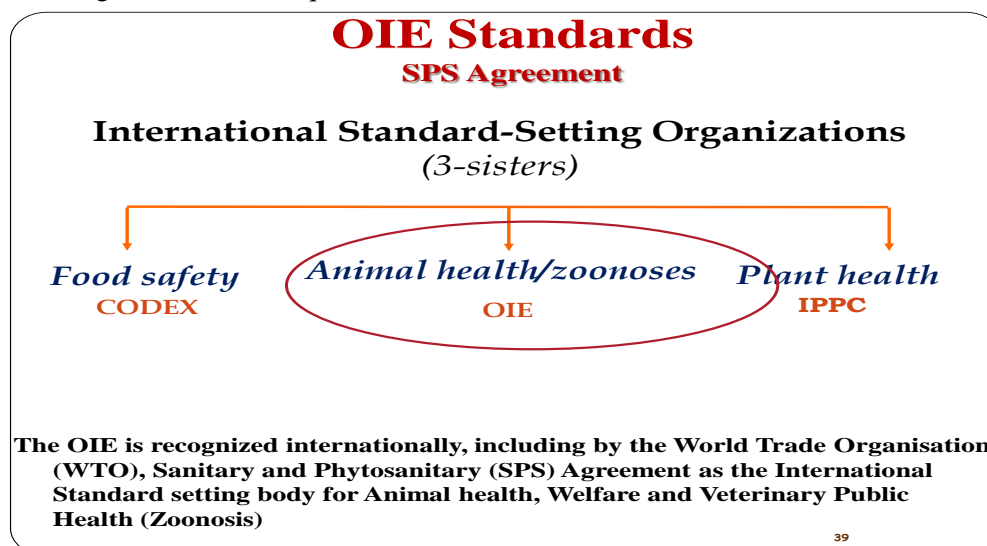 OIE Standards
SPS Agreement
International Standard-Setting Organizations
(3-sisters)
Food safety
CODEX
Animal health/zoonoses
OIE
Plant health
IPPC
The OIE is recognized internationally, including by the World Trade Organisation
(WTO), Sanitary and Phytosanitary (SPS) Agreement as the International
Standard setting body for Animal health, Welfare and Veterinary Public
Health (Zoonosis)
39